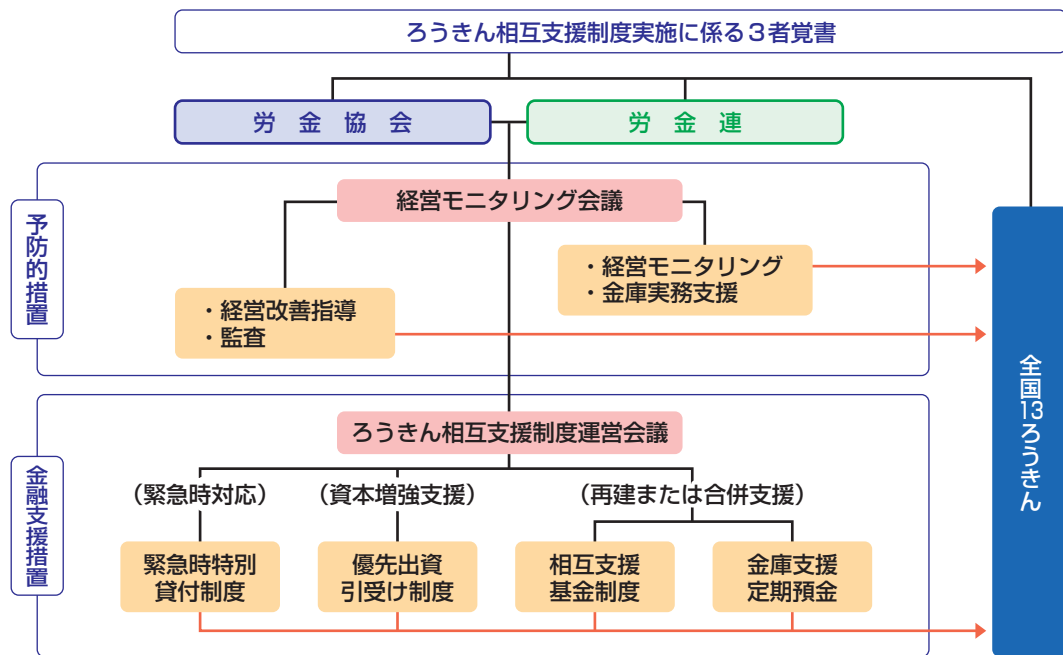 ろうきん相互支援制度実施に係る3者覚書
労金協会
労金連
予防的措置
経営モニタリング会議
・経営モニタリング
・金庫実務支援
・経営改善指導
・監査
全国13ろうきん
金融支援措置
ろうきん相互支援制度運営会議
（緊急時対応）
（資本増強支援）
（再建または合併支援）
緊急時特別
貸付制度
優先出資
引受け制度
相互支援
基金制度
金庫支援
定期預金